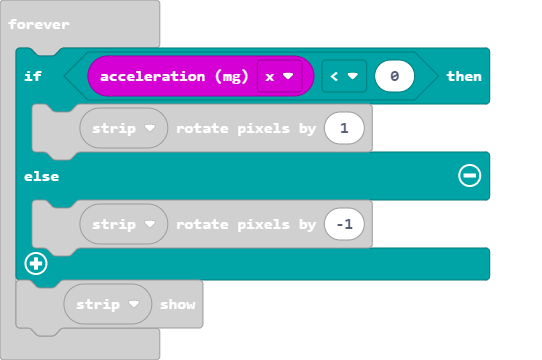 forever
if acceleration (mg) x < 0 then
strip rotate pixels by 1
else
strip rotate pixels by -1
strip show